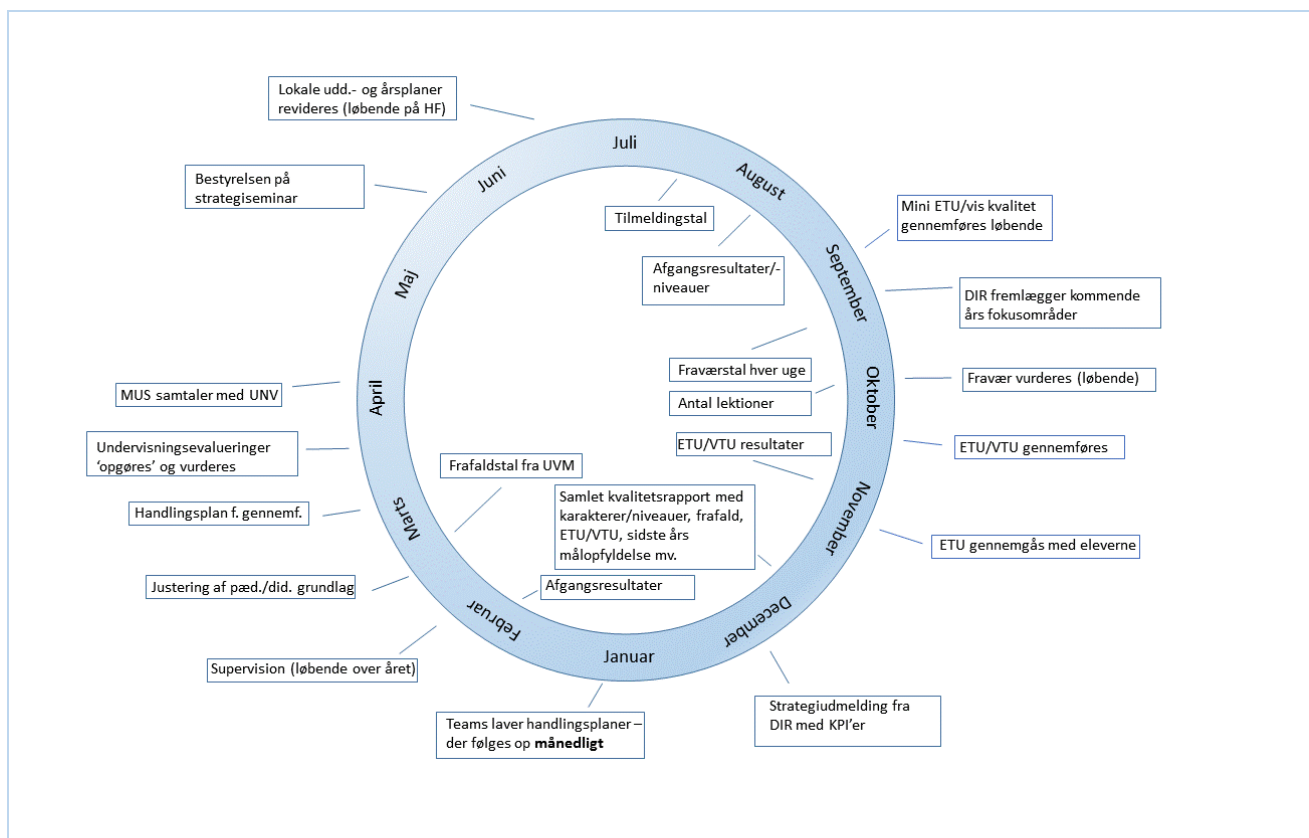 Lokale udd.- og årsplaner
revideres (løbende på HF)
Juli
Juni
August
Bestyrelsen på
strategiseminar
Tilmeldingstal
Mini ETU/vis kvalitet
gennemføres løbende
Afgangsresultater/-
niveauer
September
Maj
DIR fremlægger kommende
års fokusområder
Fraværstal hver uge
Oktober
Fravær vurderes (løbende)
MUS samtaler med UNV
April
Antal lektioner
Undervisningsevalueringer
‘opgøres’ og vurderes
ETU/VTU resultater
ETU/VTU gennemføres
Frafaldstal fra UVM
Samlet kvalitetsrapport med
karakterer/niveauer, frafald,
ETU/VTU, sidste års
målopfyldelse mv.
Handlingsplan f. gennemf.
Marts
November
ETU gennemgås med eleverne
Justering af pæd./did. grundlag
Afgangsresultater
Februar
December
Supervision (løbende over året)
Januar
Teams laver handlingsplaner –
der følges op månedligt
Strategiudmelding fra
DIR med KPI’er